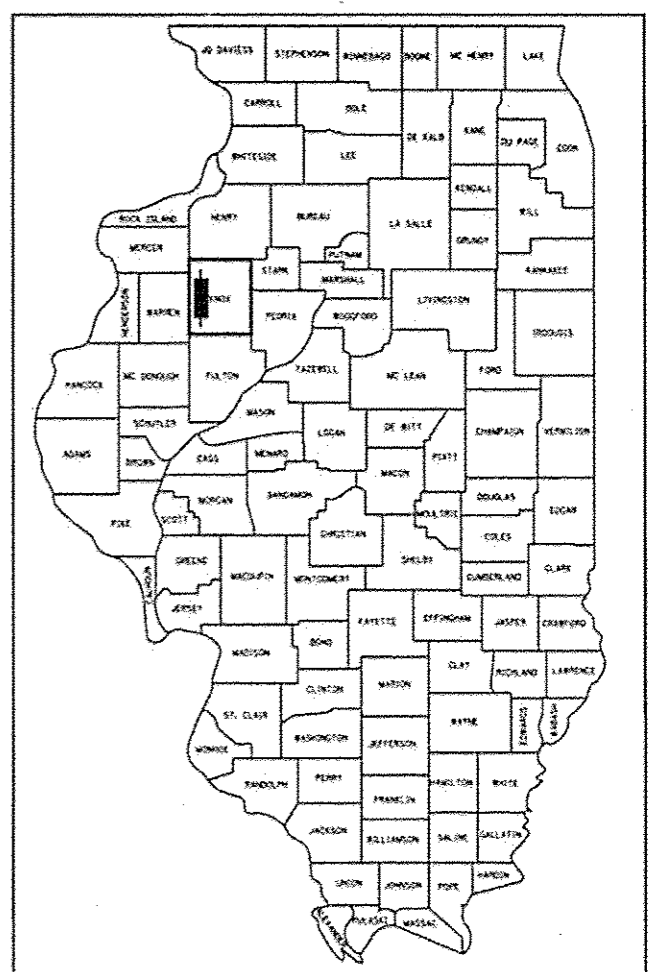 JO DAVIESS STEPHENSON WINNEBAGO BOONE MC HENRY LAKE
CARROLL OGLE DE KALB KANE DU PAGE COOK
WHITESIDE LEE
KENDALL WILL
ROCK ISLAND HENRY BUREAU LA SALLE GRUNDY
MERCER PUTNAM
STARK MARSHALL KANKAKEE
HENDERSON WARREN KNOX PEORIA WOODFORD LIVINGSTON IROQUOIS
HANCOCK MC DONOUGH FULTON TAZEWELL MC LEAN FORD
MASON
SCHUYLER LOGAN DE WITT CHAMPAIGN VERMILION
ADAMS BROWN CASS MENARD MACON PIATT
PIKE SCOTT MORGAN SANGAMON MOULTRIE DOUGLAS EDGAR
CHRISTIAN COLES
CALHOUN GREENE MACOUPIN MONTGOMERY SHELBY CUMBERLAND CLARK
JERSEY FAYETTE EFFINGHAM JASPER CRAWFORD
MADISON BOND
CLAY RICHLAND LAWRENCE
CLINTON MARION
ST. CLAIR WAYNE EDWARDS WABASH
MONROE WASHINGTON JEFFERSON
RANDOLPH PERRY HAMILTON WHITE
FRANKLIN
JACKSON WILLIAMSON SALINE GALLATIN
UNION JOHNSON POPE HARDIN
ALEXANDER PULASKI MASSAC